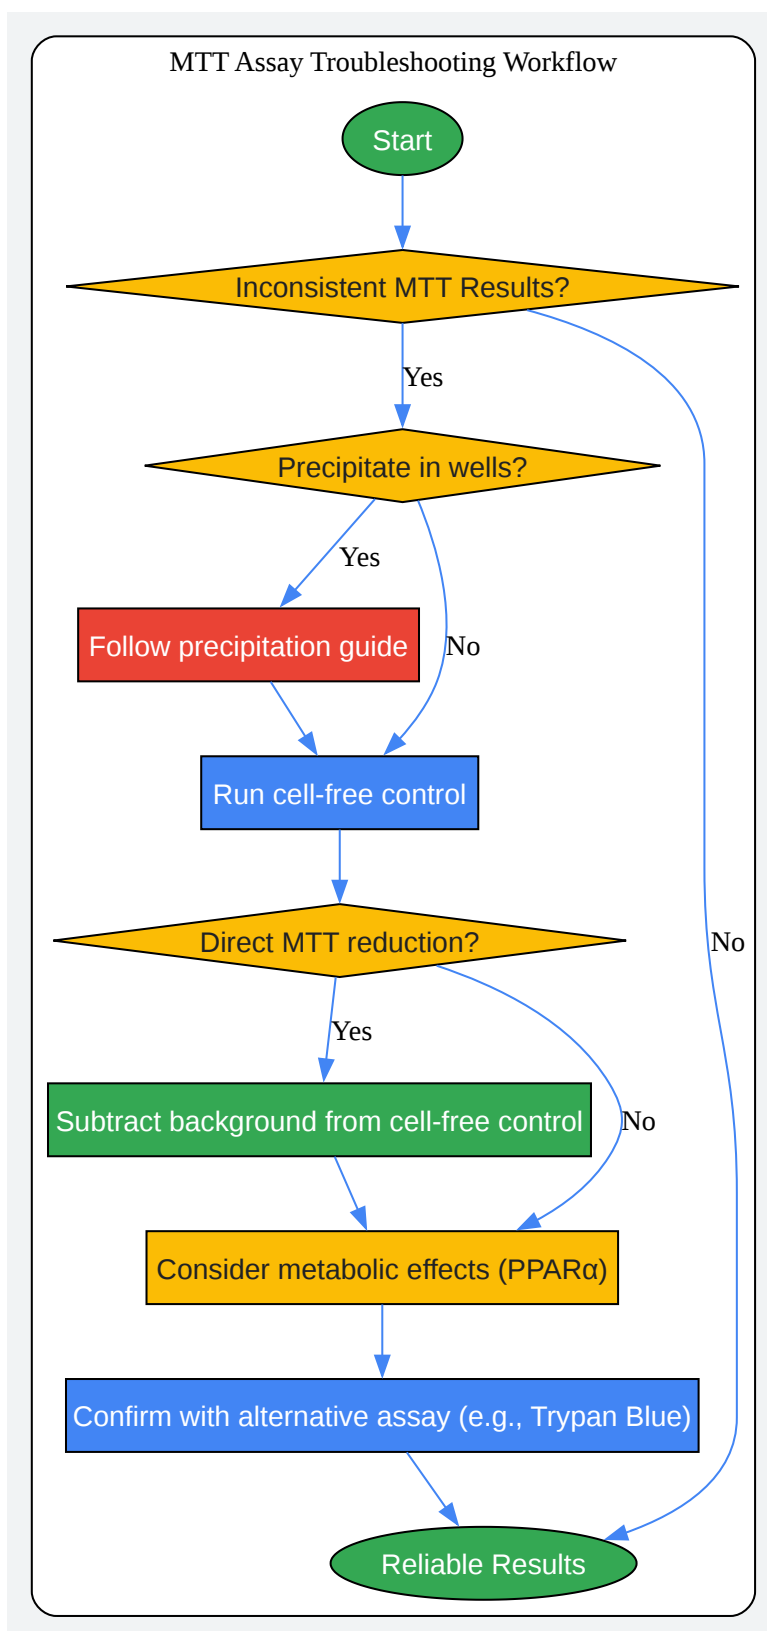 MTT Assay Troubleshooting Workflow
Start
Inconsistent MTT Results?
Yes
Precipitate in wells?
Yes
Follow precipitation guide
No
Run cell-free control
Direct MTT reduction?
No
Yes
Subtract background from cell-free control
No
Consider metabolic effects (PPARα)
Confirm with alternative assay (e.g., Trypan Blue)
Reliable Results